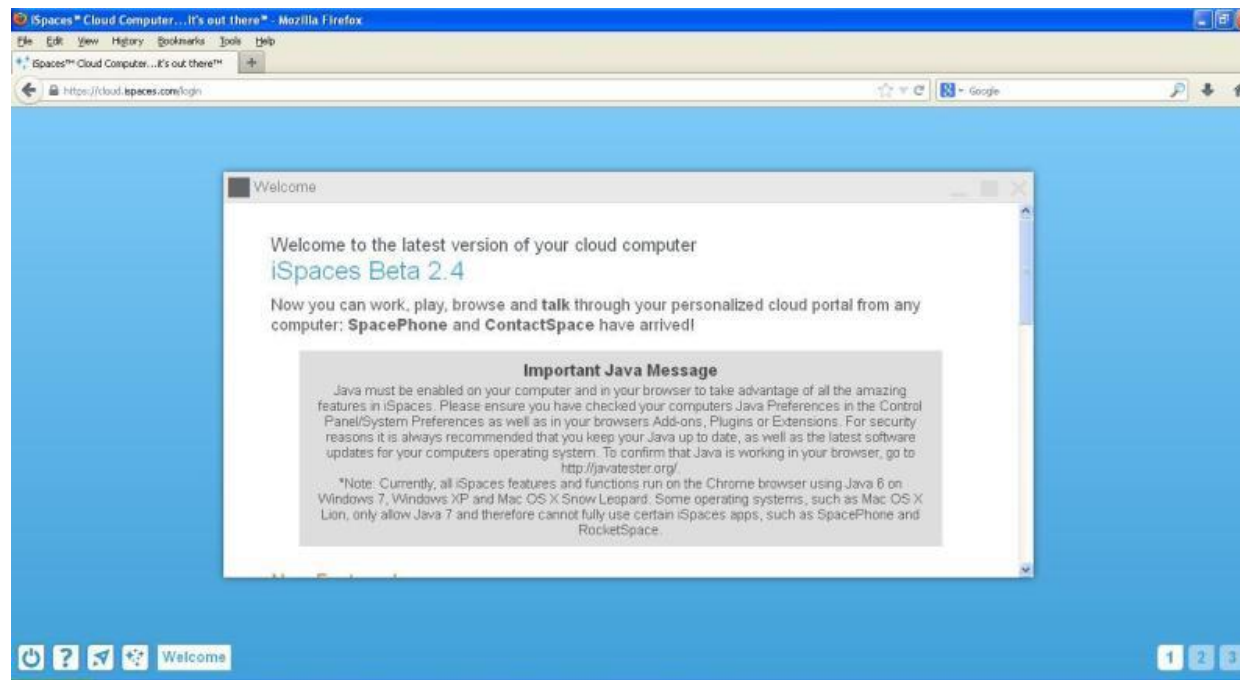 iSpaces™ Cloud Computer...It's out there™ - Mozilla Firefox
File Edit View History Bookmarks Tools Help
iSpaces™ Cloud Computer...it's out there™ +
https://cloud.ispaces.com/login Google
Welcome
Welcome to the latest version of your cloud computer
iSpaces Beta 2.4
Now you can work, play, browse and talk through your personalized cloud portal from any
computer: SpacePhone and ContactSpace have arrived!
Important Java Message
Java must be enabled on your computer and in your browser to take advantage of all the amazing
features in iSpaces. Please ensure you have checked your computers Java Preferences in the Control
Panel/System Preferences as well as in your browsers Add-ons, Plugins or Extensions. For security
reasons it is always recommended that you keep your Java up to date, as well as the latest software
updates for your computers operating system. To confirm that Java is working in your browser, go to
http://javatester.org/.
*Note: Currently, all iSpaces features and functions run on the Chrome browser using Java 6 on
Windows 7, Windows XP and Mac OS X Snow Leopard. Some operating systems, such as Mac OS X
Lion, only allow Java 7 and therefore cannot fully use certain iSpaces apps, such as SpacePhone and
RocketSpace.
? Welcome 1 2 3